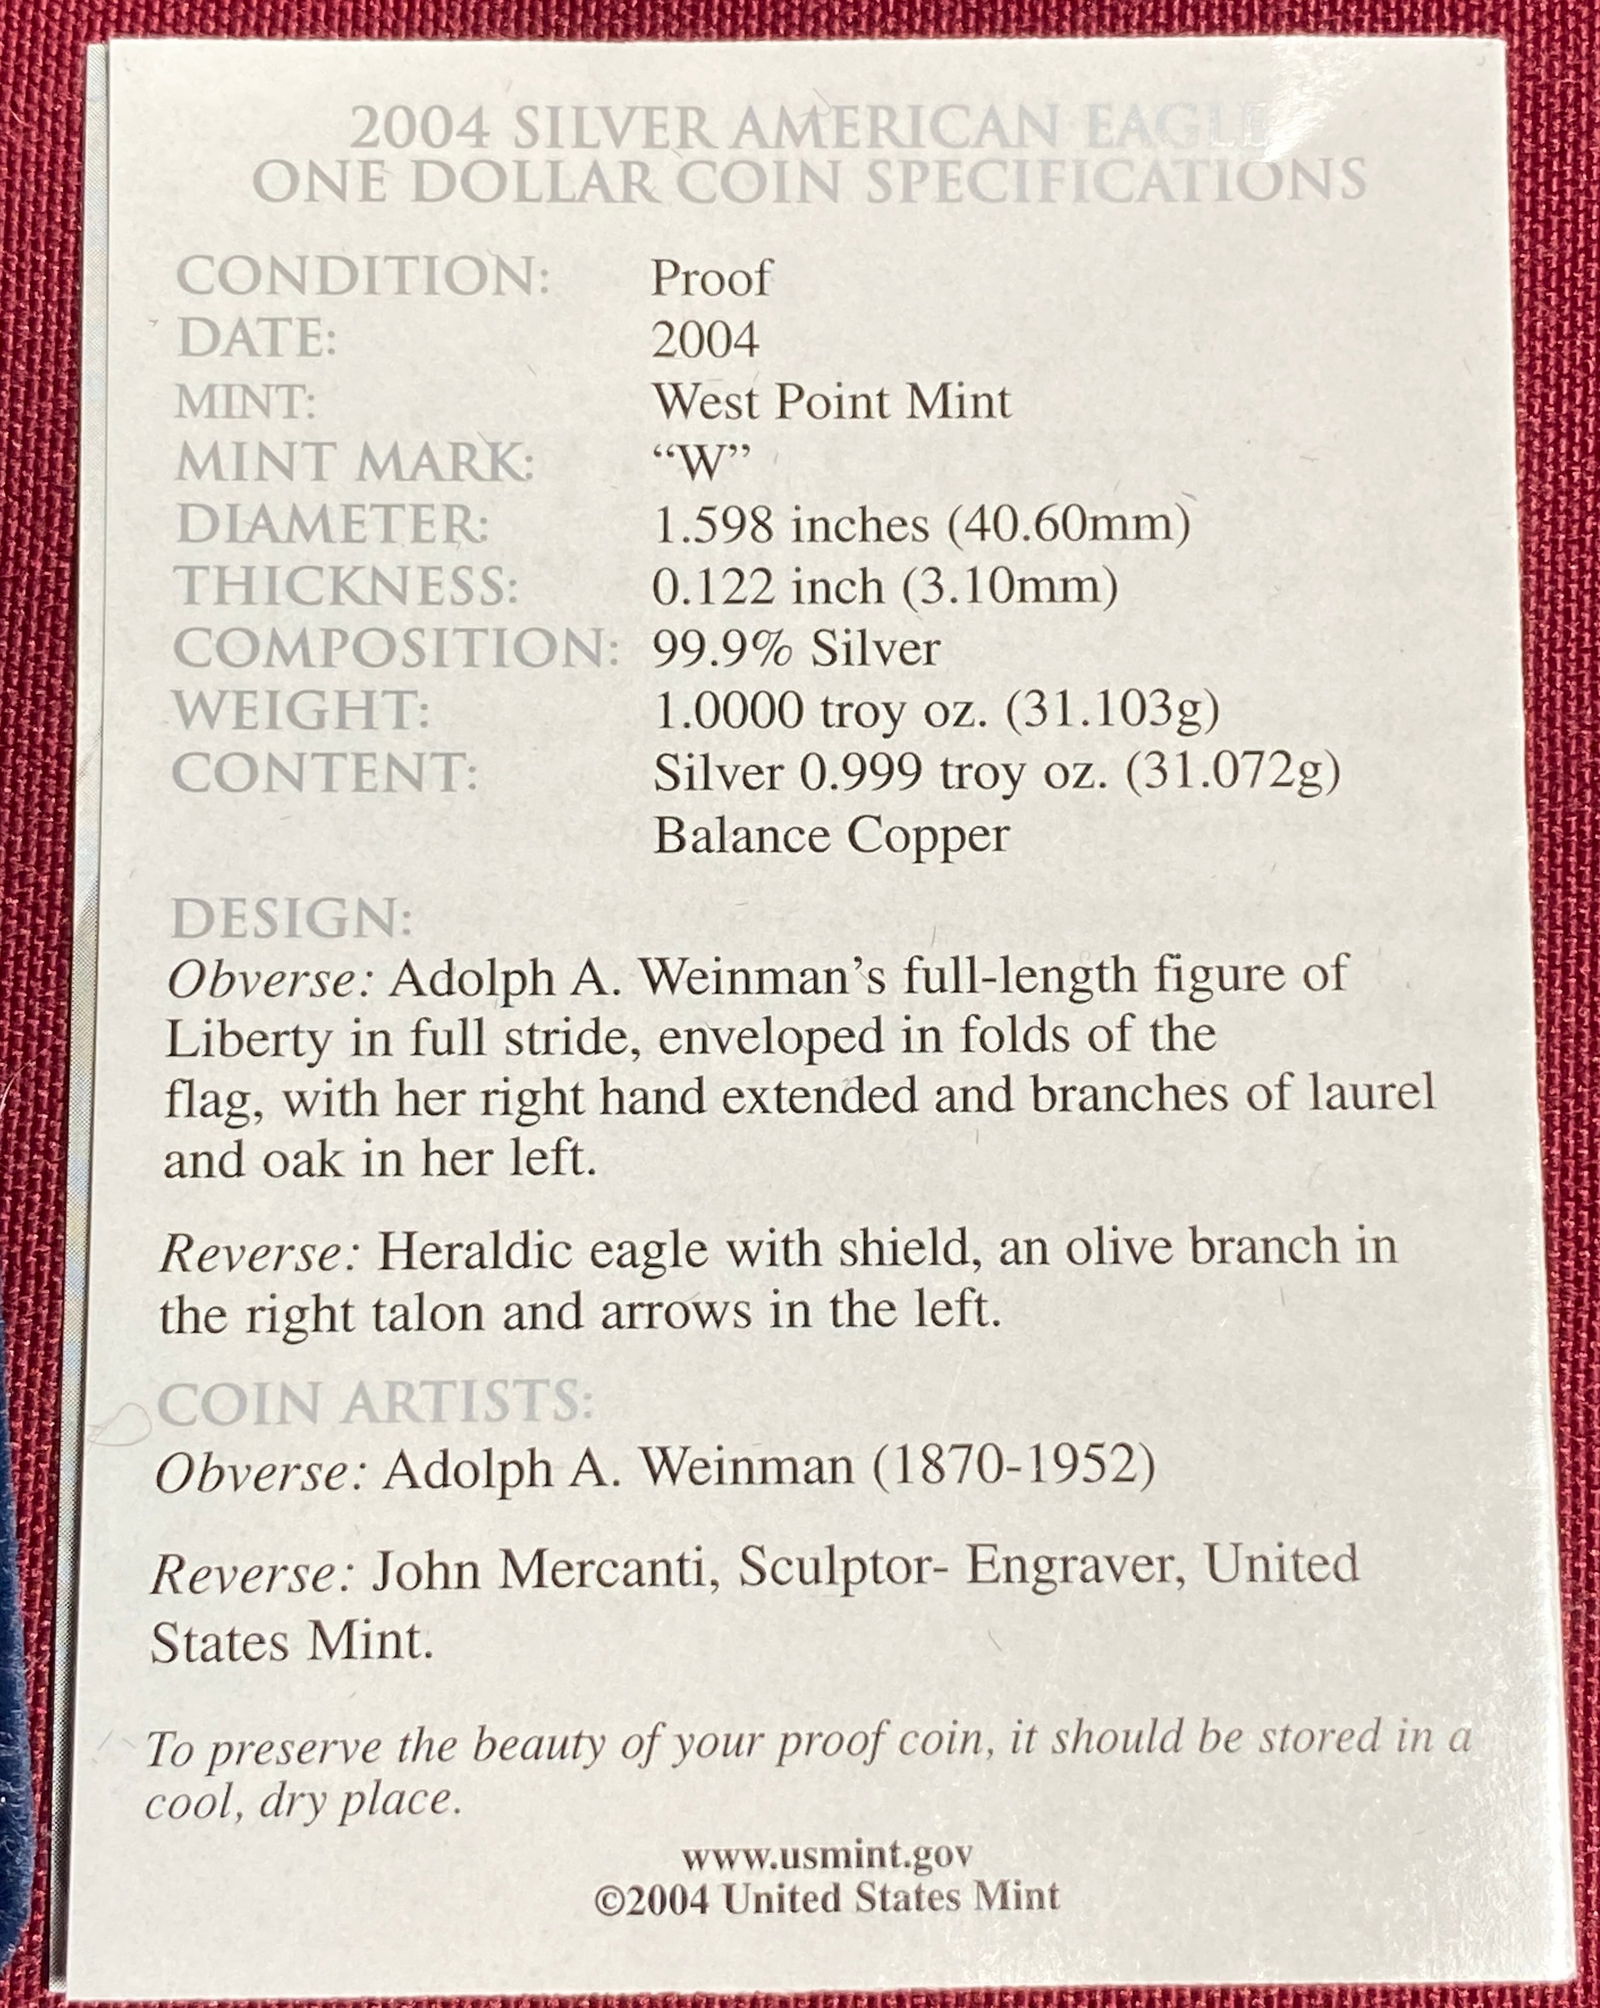 2004 SILVER AMERICAN EAGLE
ONE DOLLAR COIN SPECIFICATIONS
CONDITION: Proof
DATE: 2004
MINT: West Point Mint
MINT MARK: “W”
DIAMETER: 1.598 inches (40.60mm)
THICKNESS: 0.122 inch (3.10mm)
COMPOSITION: 99.9% Silver
WEIGHT: 1.0000 troy oz. (31.103g)
CONTENT: Silver 0.999 troy oz. (31.072g)
Balance Copper
DESIGN:
Obverse: Adolph A. Weinman’s full-length figure of
Liberty in full stride, enveloped in folds of the
flag, with her right hand extended and branches of laurel
and oak in her left.
Reverse: Heraldic eagle with shield, an olive branch in
the right talon and arrows in the left.
COIN ARTISTS:
Obverse: Adolph A. Weinman (1870-1952)
Reverse: John Mercanti, Sculptor- Engraver, United
States Mint.
To preserve the beauty of your proof coin, it should be stored in a
cool, dry place.
www.usmint.gov
©2004 United States Mint